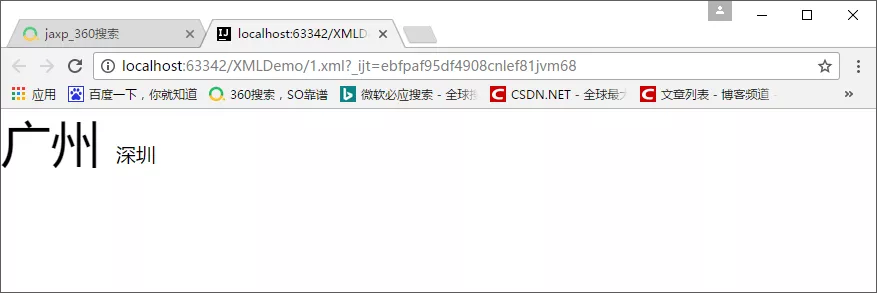 jaxp_360搜索 localhost:63342/XMLD
localhost:63342/XMLDemo/1.xml?_ijt=ebfpaf95df4908cnlef81jvm68
应用 百度一下，你就知道 360搜索，SO靠谱 微软必应搜索 - 全球 CSDN.NET - 全球最 文章列表 - 博客频道 »
广州 深圳